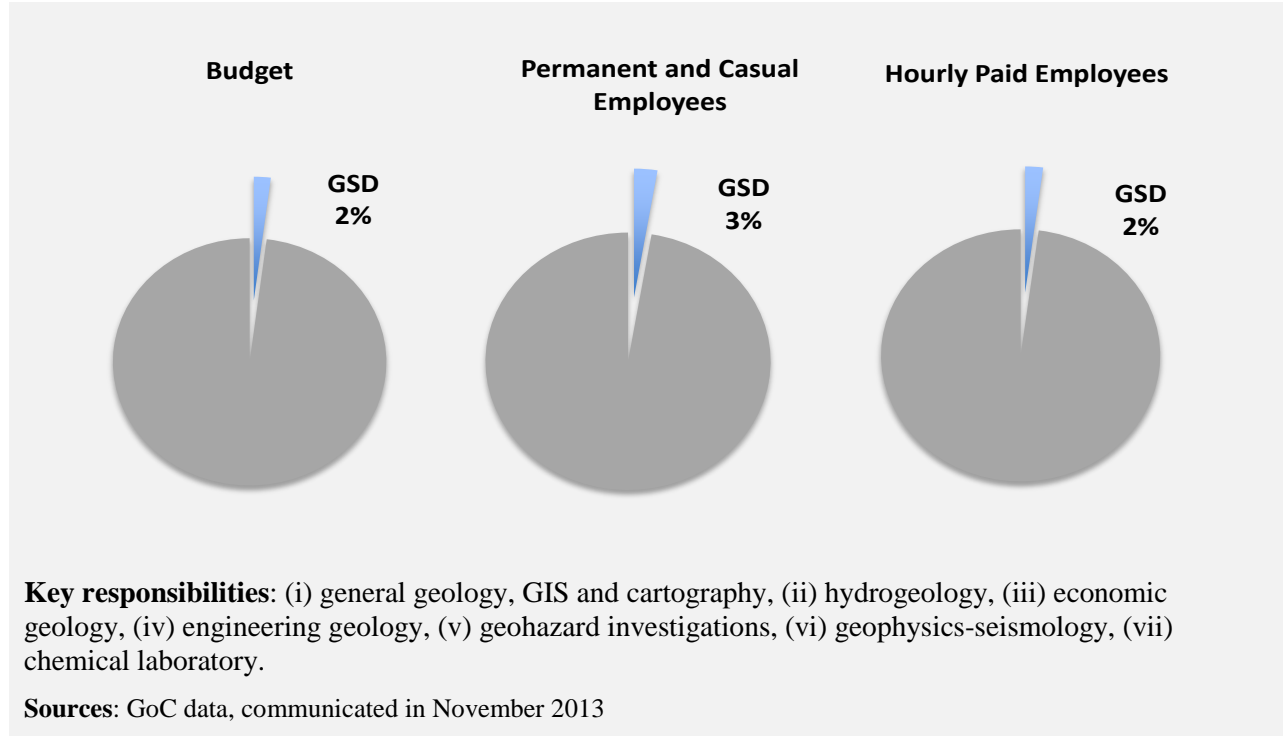 Budget
GSD
2%
Permanent and Casual
Employees
GSD
3%
Hourly Paid Employees
GSD
2%
Key responsibilities: (i) general geology, GIS and cartography, (ii) hydrogeology, (iii) economic
geology, (iv) engineering geology, (v) geohazard investigations, (vi) geophysics-seismology, (vii)
chemical laboratory.
Sources: GoC data, communicated in November 2013